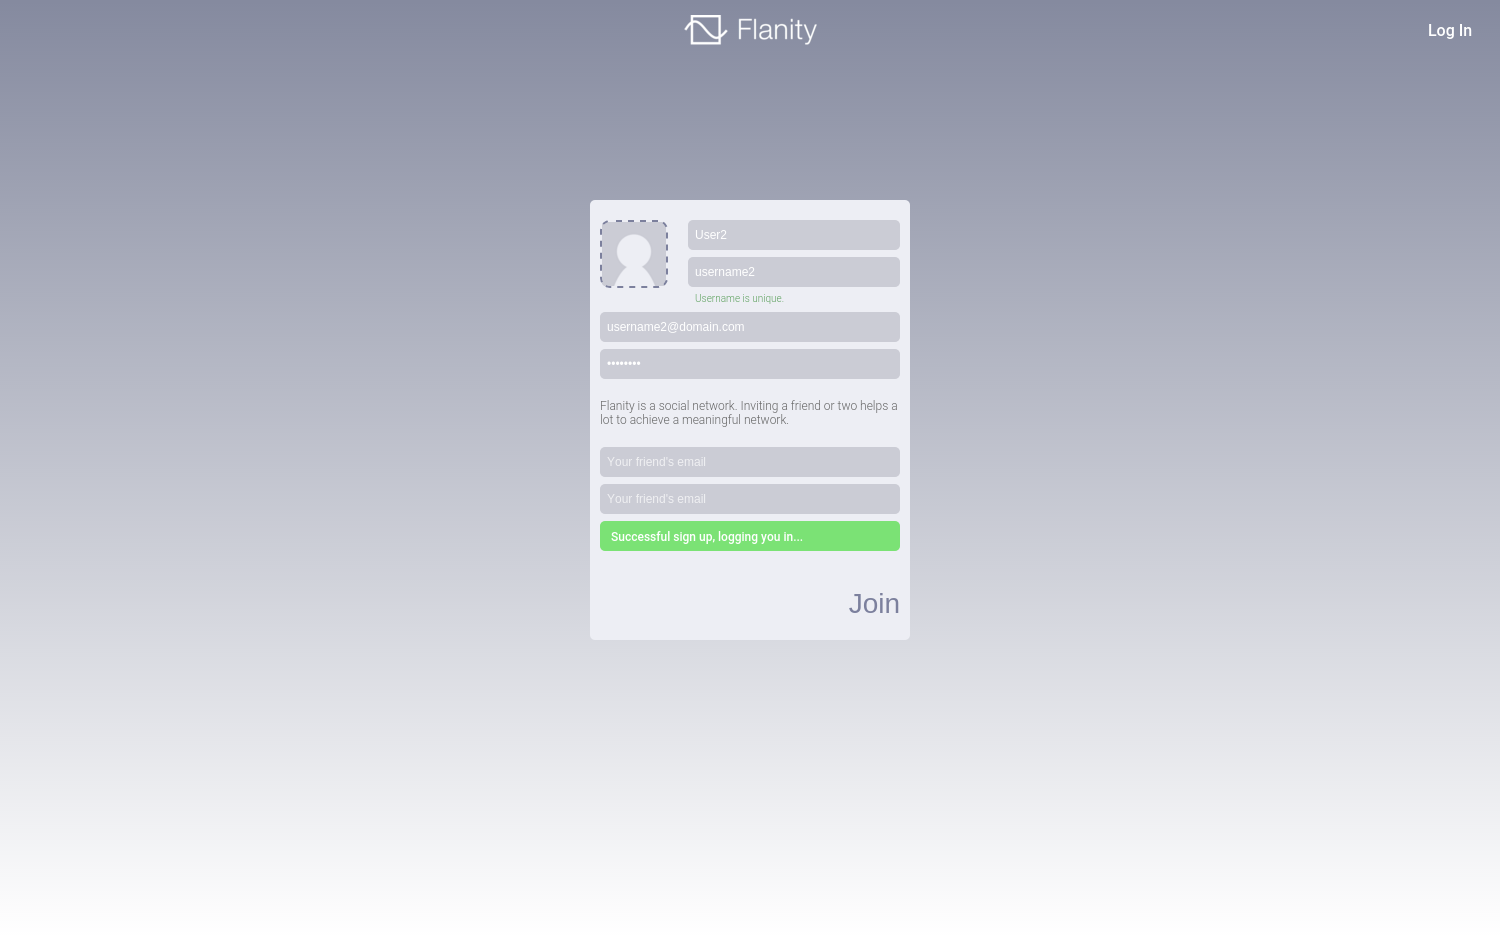 Flanity
Log In
User2
username2
Username is unique.
username2@domain.com
••••••••
Flanity is a social network. Inviting a friend or two helps a
lot to achieve a meaningful network.
Your friend's email
Your friend's email
Successful sign up, logging you in...
Join